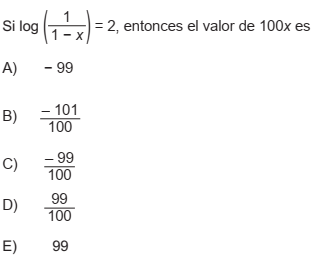 Si log (1/(1 – x)) = 2, entonces el valor de 100x es
A) – 99
B) – 101/100
C) – 99/100
D) 99/100
E) 99